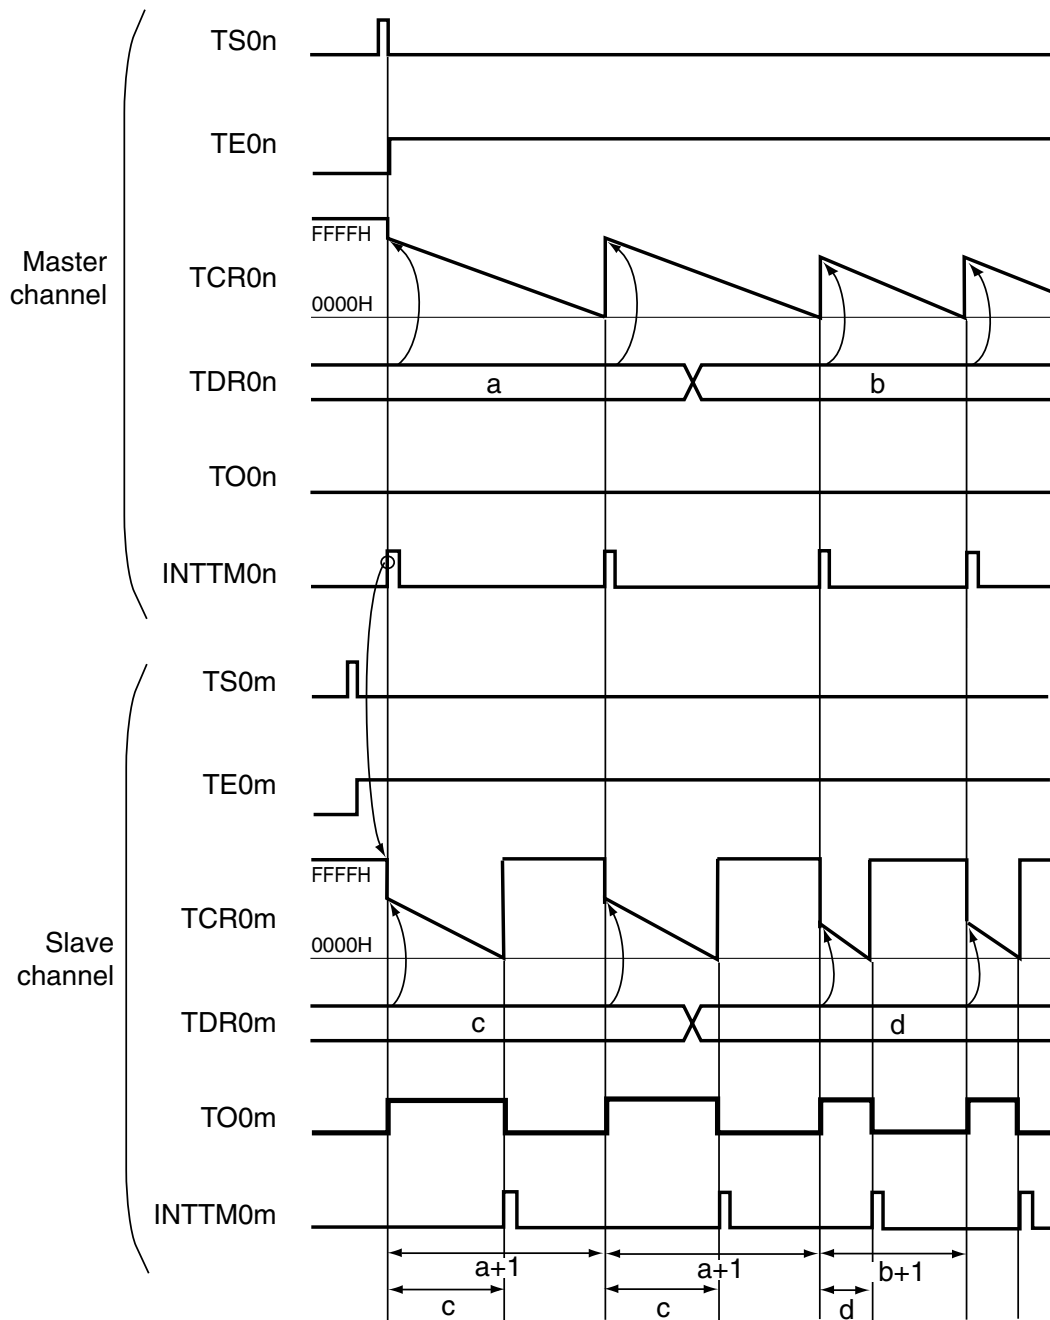 TS0n
TE0n
FFFFH
Master
channel
TCR0n
0000H
TDR0n
a
b
TO0n
INTTM0n
TS0m
TE0m
FFFFH
TCR0m
Slave
channel
0000H
TDR0m
c
d
TO0m
INTTM0m
a+1
a+1
b+1
c
c
d